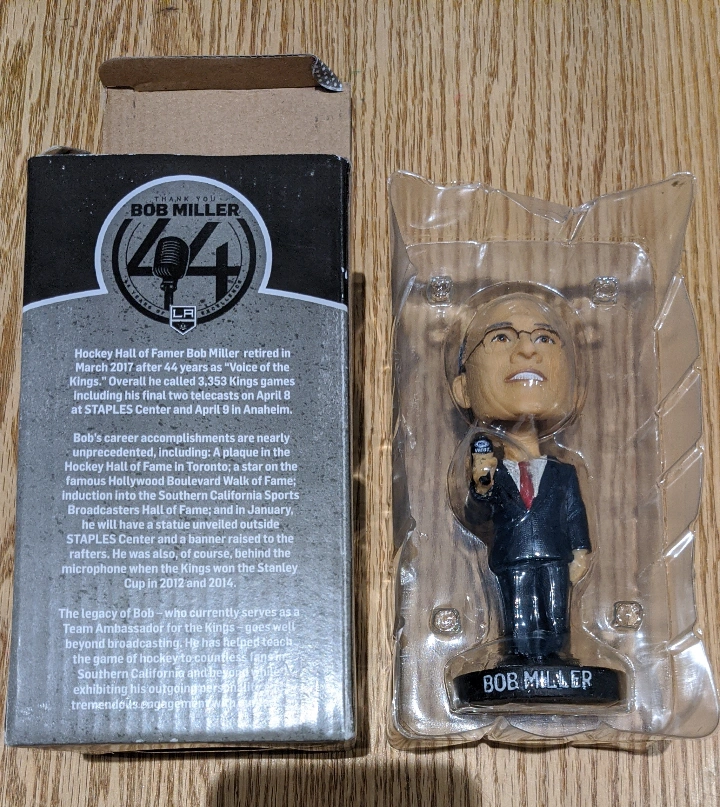 THANK YOU
BOB MILLER
44
YEARS OF EXCELLENCE
LA
Hockey Hall of Famer Bob Miller retired in
March 2017 after 44 years as “Voice of the
Kings.” Overall he called 3,353 Kings games
including his final two telecasts on April 8
at STAPLES Center and April 9 in Anaheim.
Bob's career accomplishments are nearly
unprecedented, including: A plaque in the
Hockey Hall of Fame in Toronto; a star on the
famous Hollywood Boulevard Walk of Fame;
induction into the Southern California Sports
Broadcasters Hall of Fame; and in January,
he will have a statue unveiled outside
STAPLES Center and a banner raised to the
rafters. He was also, of course, behind the
microphone when the Kings won the Stanley
Cup in 2012 and 2014.
The legacy of Bob – who currently serves as a
Team Ambassador for the Kings – goes well
beyond broadcasting. He has helped teach
the game of hockey to countless fans in
Southern California and beyond while
exhibiting his outgoing personality
tremendous engagement with
BOB MILLER